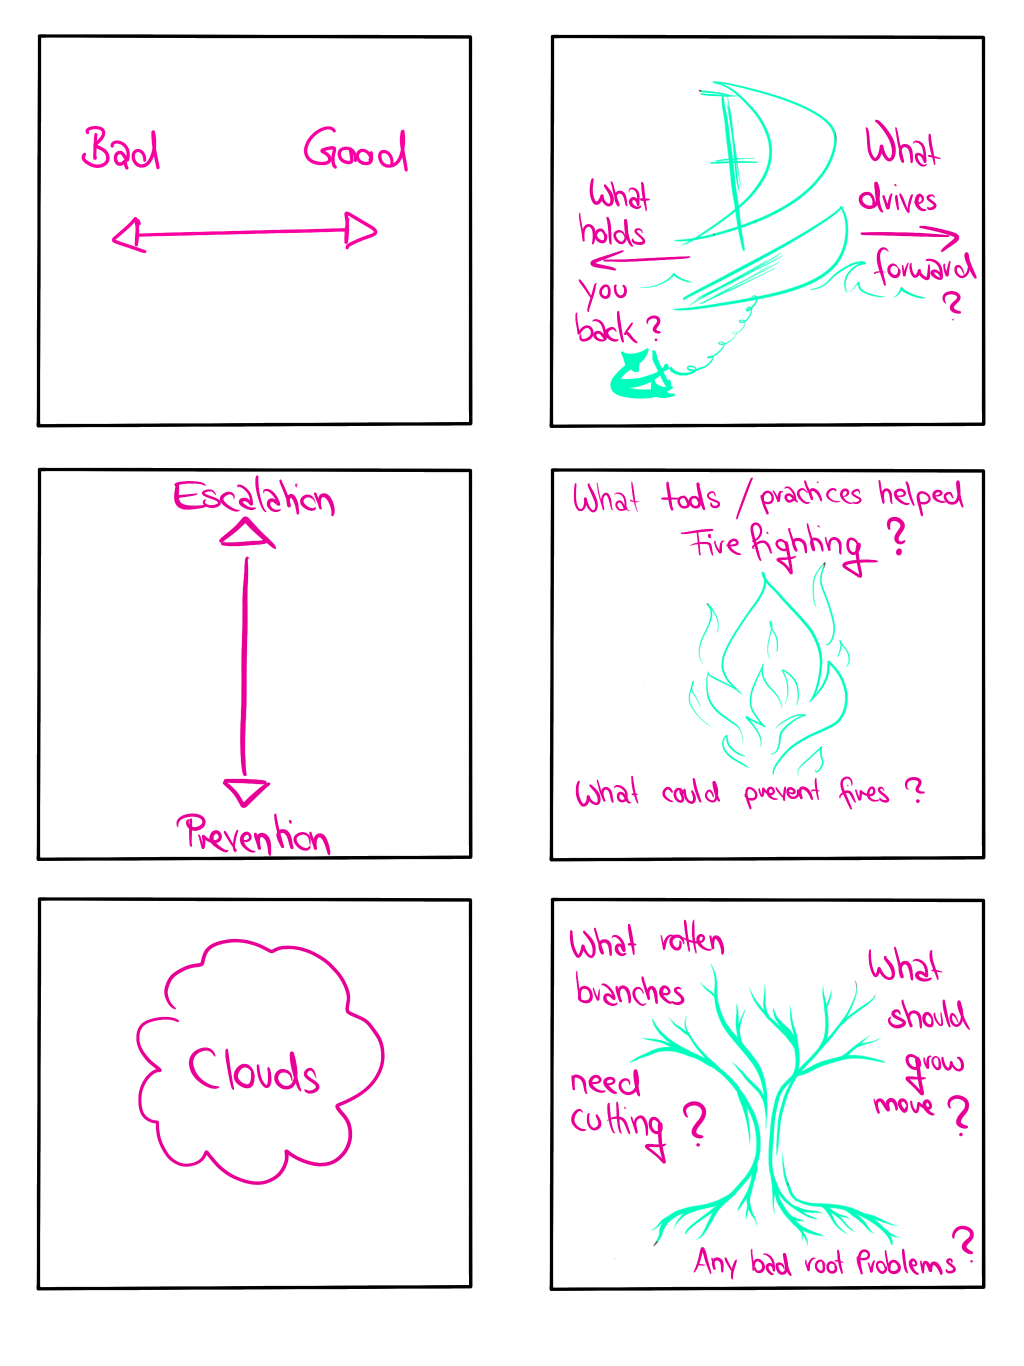 Bad Good
What
holds
you
back?
What
drives
forward
?
Escalation
Prevention
What tools / practices helped
Fire fighting ?
What could prevent fires ?
Clouds
What rotten
branches
need
cutting ?
What
should
grow
move ?
Any bad root Problems ?